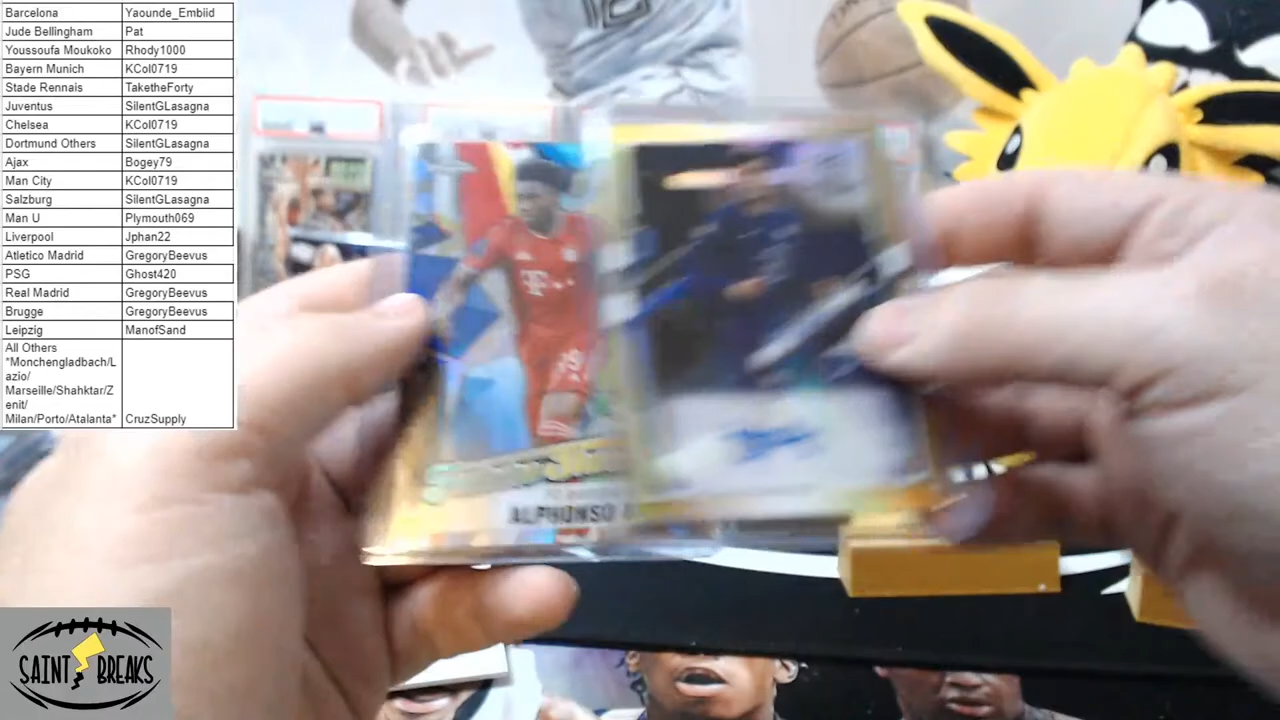 Barcelona Yaounde_Embiid
Jude Bellingham Pat
Youssoufa Moukoko Rhody1000
Bayern Munich KCol0719
Stade Rennais TaketheForty
Juventus SilentGLasagna
Chelsea KCol0719
Dortmund Others SilentGLasagna
Ajax Bogey79
Man City KCol0719
Salzburg SilentGLasagna
Man U Plymouth069
Liverpool Jphan22
Atletico Madrid GregoryBeevus
PSG Ghost420
Real Madrid GregoryBeevus
Brugge GregoryBeevus
Leipzig ManofSand
All Others
*Monchengladbach/L
azio/
Marseille/Shahktar/Z
enit/
Milan/Porto/Atalanta* CruzSupply
ALPHONSO
SAINT BREAKS